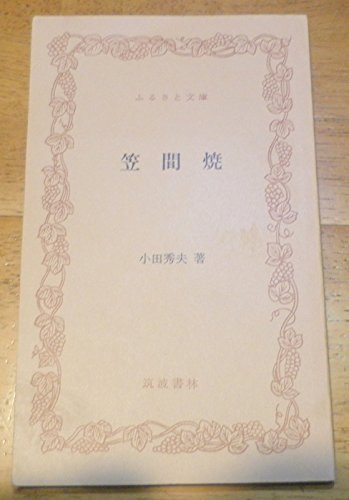 ふるさと文庫
笠間焼
小田秀夫 著
筑波書林